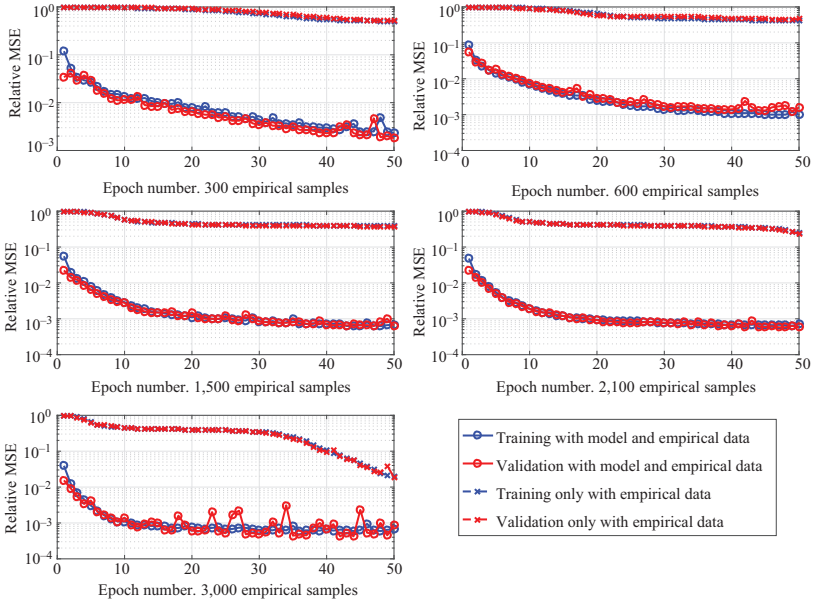 Relative MSE
10^0
10^−1
10^−2
10^−3
0 10 20 30 40 50
Epoch number. 300 empirical samples
Relative MSE
10^0
10^−1
10^−2
10^−3
10^−4
0 10 20 30 40 50
Epoch number. 600 empirical samples
Relative MSE
10^0
10^−1
10^−2
10^−3
10^−4
0 10 20 30 40 50
Epoch number. 1,500 empirical samples
Relative MSE
10^0
10^−1
10^−2
10^−3
10^−4
0 10 20 30 40 50
Epoch number. 2,100 empirical samples
Relative MSE
10^0
10^−1
10^−2
10^−3
10^−4
0 10 20 30 40 50
Epoch number. 3,000 empirical samples
Training with model and empirical data
Validation with model and empirical data
Training only with empirical data
Validation only with empirical data